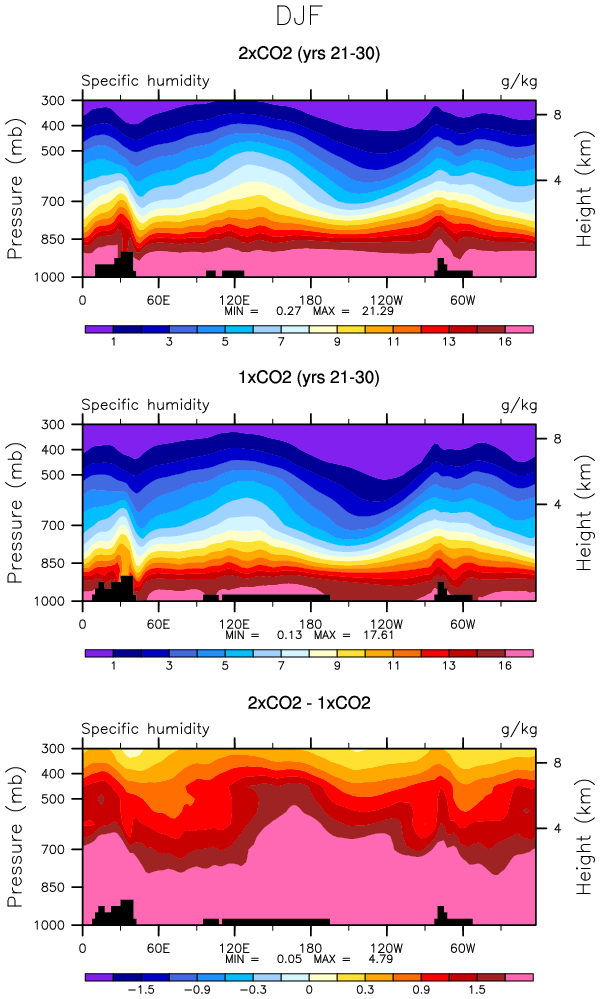 DJF
2xCO2 (yrs 21-30)
Specific humidity g/kg
300
400
500
700
850
1000
Pressure (mb)
8
4
Height (km)
0 60E 120E 180 120W 60W
MIN = 0.27 MAX = 21.29
1 3 5 7 9 11 13 16
1xCO2 (yrs 21-30)
Specific humidity g/kg
300
400
500
700
850
1000
Pressure (mb)
8
4
Height (km)
0 60E 120E 180 120W 60W
MIN = 0.13 MAX = 17.61
1 3 5 7 9 11 13 16
2xCO2 - 1xCO2
Specific humidity g/kg
300
400
500
700
850
1000
Pressure (mb)
8
4
Height (km)
0 60E 120E 180 120W 60W
MIN = 0.05 MAX = 4.79
-1.5 -0.9 -0.3 0 0.3 0.9 1.5